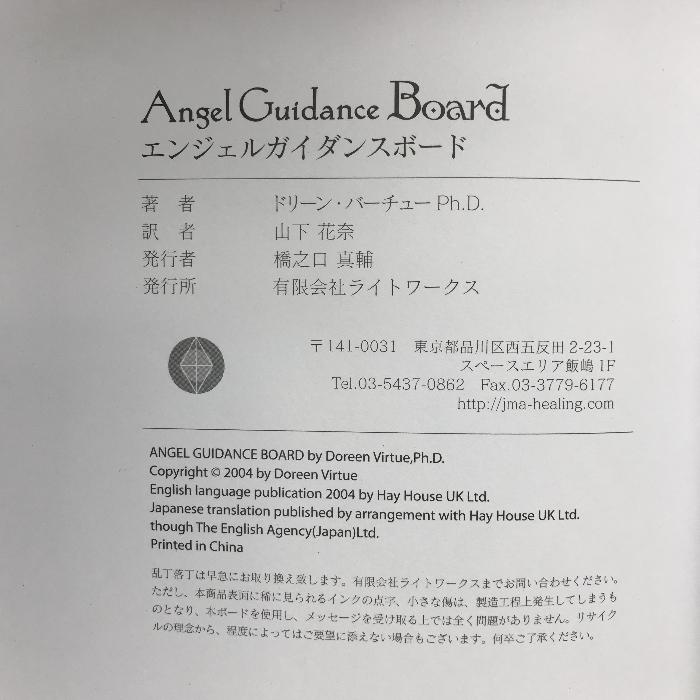 Angel Guidance Board
エンジェルガイダンスボード
著　者　ドリーン・バーチュー Ph.D.
訳　者　山下 花奈
発行者　橋之口 真輔
発行所　有限会社ライトワークス
〒141-0031　東京都品川区西五反田 2-23-1
スペースエリア飯嶋 1F
Tel.03-5437-0862　Fax.03-3779-6177
http://jma-healing.com
ANGEL GUIDANCE BOARD by Doreen Virtue,Ph.D.
Copyright © 2004 by Doreen Virtue
English language publication 2004 by Hay House UK Ltd.
Japanese translation published by arrangement with Hay House UK Ltd.
though The English Agency(Japan)Ltd.
Printed in China
乱丁落丁は早急にお取り換え致します。有限会社ライトワークスまでお問い合わせください。
ただし、本商品表面に稀に見られるインクの点字、小さな傷は、製造工程上発生してしまうも
のとなり、本ボードを使用し、メッセージを受け取る上では全く問題がありません。リサイク
ルの理念から、程度によってはご要望に添えない場合もございます。何卒ご了承ください。